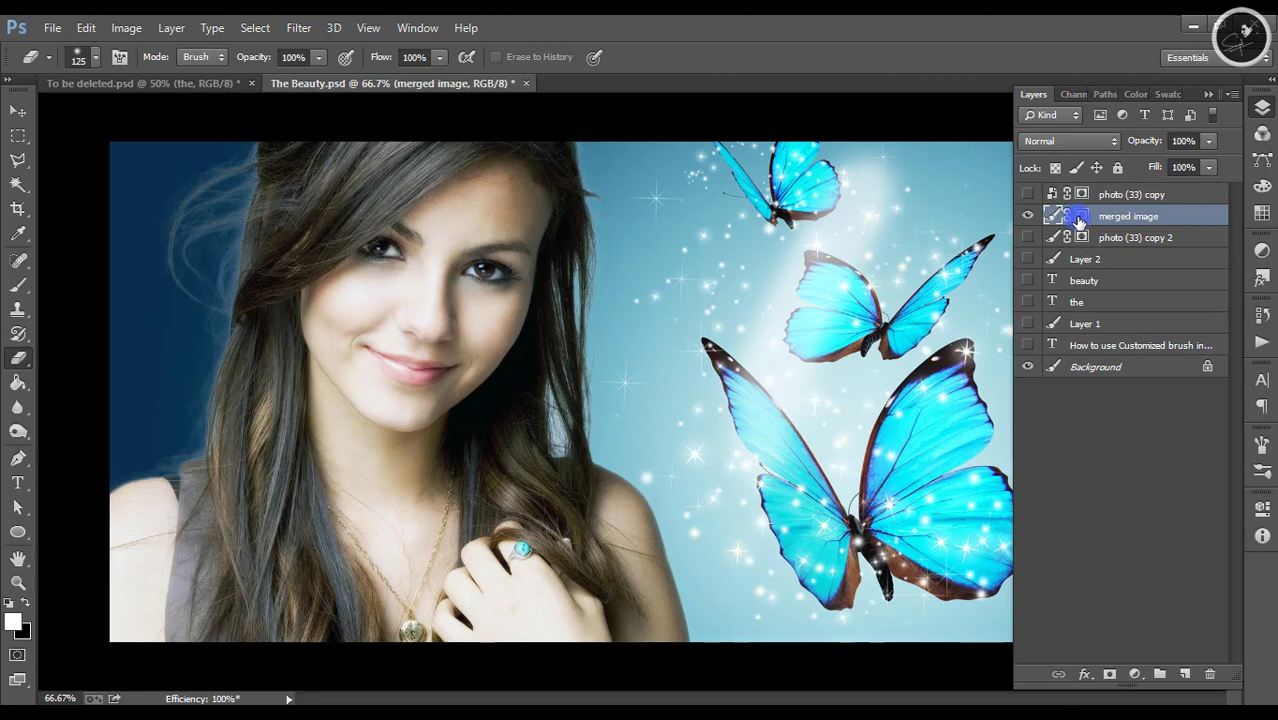 Ps File Edit Image Layer Type Select Filter 3D View Window Help
125 Mode: Brush Opacity: 100% Flow: 100% Erase to History Essentials
To be deleted.psd @ 50% (the, RGB/8) * × The Beauty.psd @ 66.7% (merged image, RGB/8) * ×
Layers Chann Paths Color Swatc
Kind
Normal Opacity: 100%
Lock: Fill: 100%
photo (33) copy
merged image
photo (33) copy 2
Layer 2
T beauty
T the
Layer 1
T How to use Customized brush in...
Background
66.67% Efficiency: 100%*